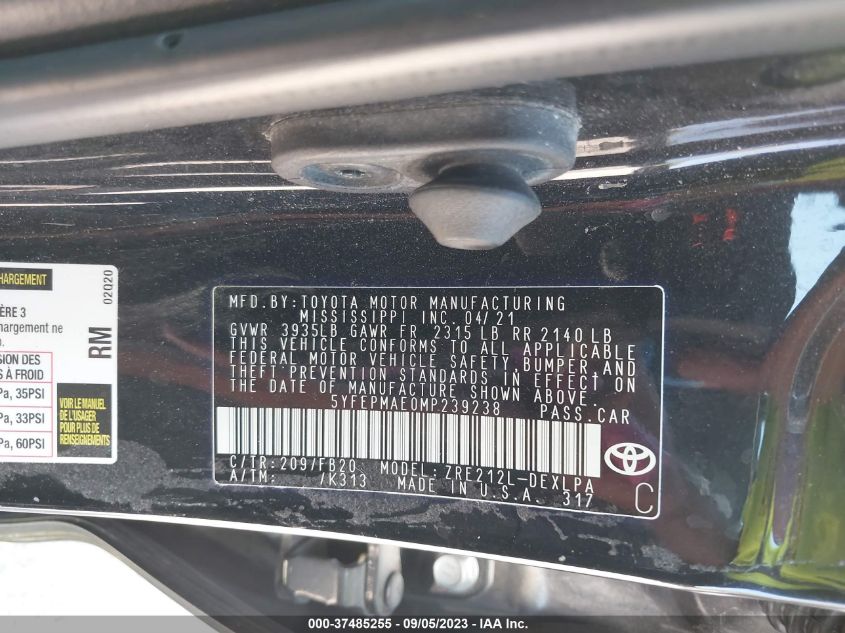 CHARGEMENT
ÈRE 3
chargement ne
RM
02Q20
SION DES
S À FROID
Pa, 35PSI
Pa, 33PSI
Pa, 60PSI
VOIR LE MANUEL
DE L'USAGER
POUR PLUS DE
RENSEIGNEMENTS
MFD.BY:TOYOTA MOTOR MANUFACTURING
MISSISSIPPI INC. 04/21
GVWR 3935LB GAWR FR 2315 LB RR 2140 LB
THIS VEHICLE CONFORMS TO ALL APPLICABLE
FEDERAL MOTOR VEHICLE SAFETY,BUMPER,AND
THEFT PREVENTION STANDARDS IN EFFECT ON
THE DATE OF MANUFACTURE SHOWN ABOVE.
5YFEPMAE0MP239238 PASS.CAR
C/TR:209/FB20 MODEL:ZRE212L-DEXLPA
A/TM: /K313 MADE IN U.S.A. 317
C
000-37485255 - 09/05/2023 - IAA Inc.